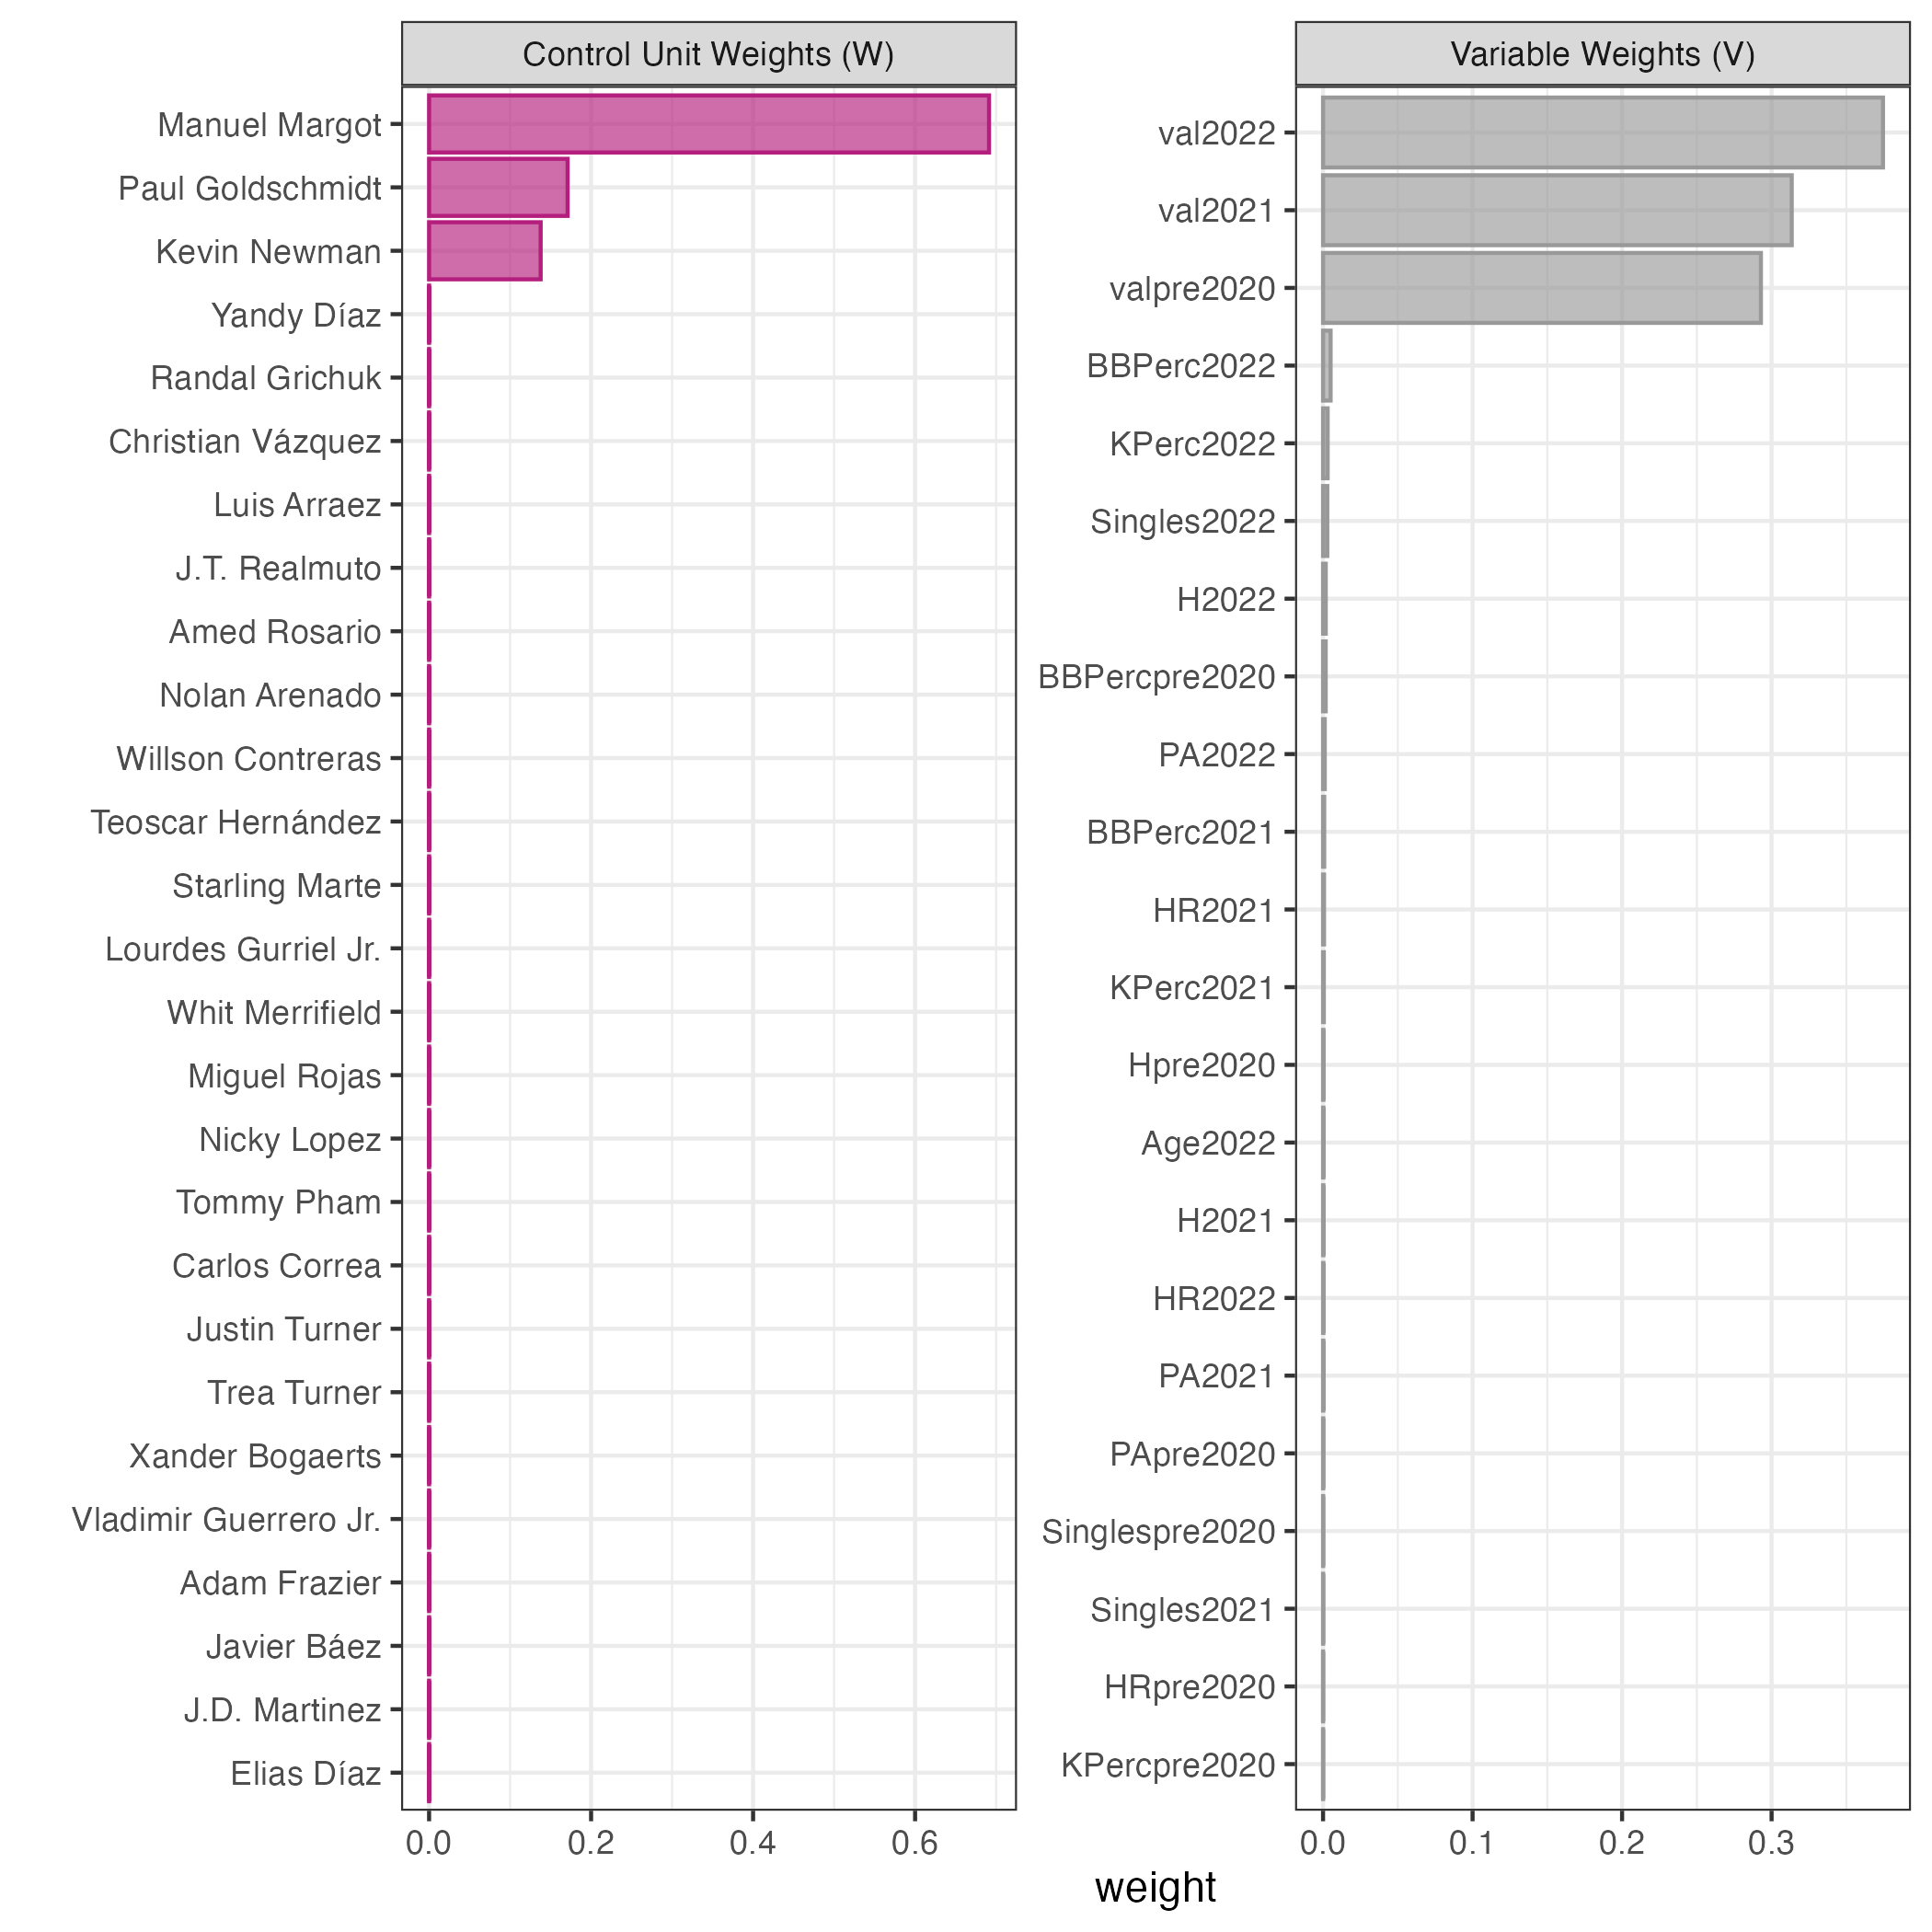 Control Unit Weights (W)
Manuel Margot
Paul Goldschmidt
Kevin Newman
Yandy Díaz
Randal Grichuk
Christian Vázquez
Luis Arraez
J.T. Realmuto
Amed Rosario
Nolan Arenado
Willson Contreras
Teoscar Hernández
Starling Marte
Lourdes Gurriel Jr.
Whit Merrifield
Miguel Rojas
Nicky Lopez
Tommy Pham
Carlos Correa
Justin Turner
Trea Turner
Xander Bogaerts
Vladimir Guerrero Jr.
Adam Frazier
Javier Báez
J.D. Martinez
Elias Díaz
0.0 0.2 0.4 0.6
Variable Weights (V)
val2022
val2021
valpre2020
BBPerc2022
KPerc2022
Singles2022
H2022
BBPercpre2020
PA2022
BBPerc2021
HR2021
KPerc2021
Hpre2020
Age2022
H2021
HR2022
PA2021
PApre2020
Singlespre2020
Singles2021
HRpre2020
KPercpre2020
0.0 0.1 0.2 0.3
weight